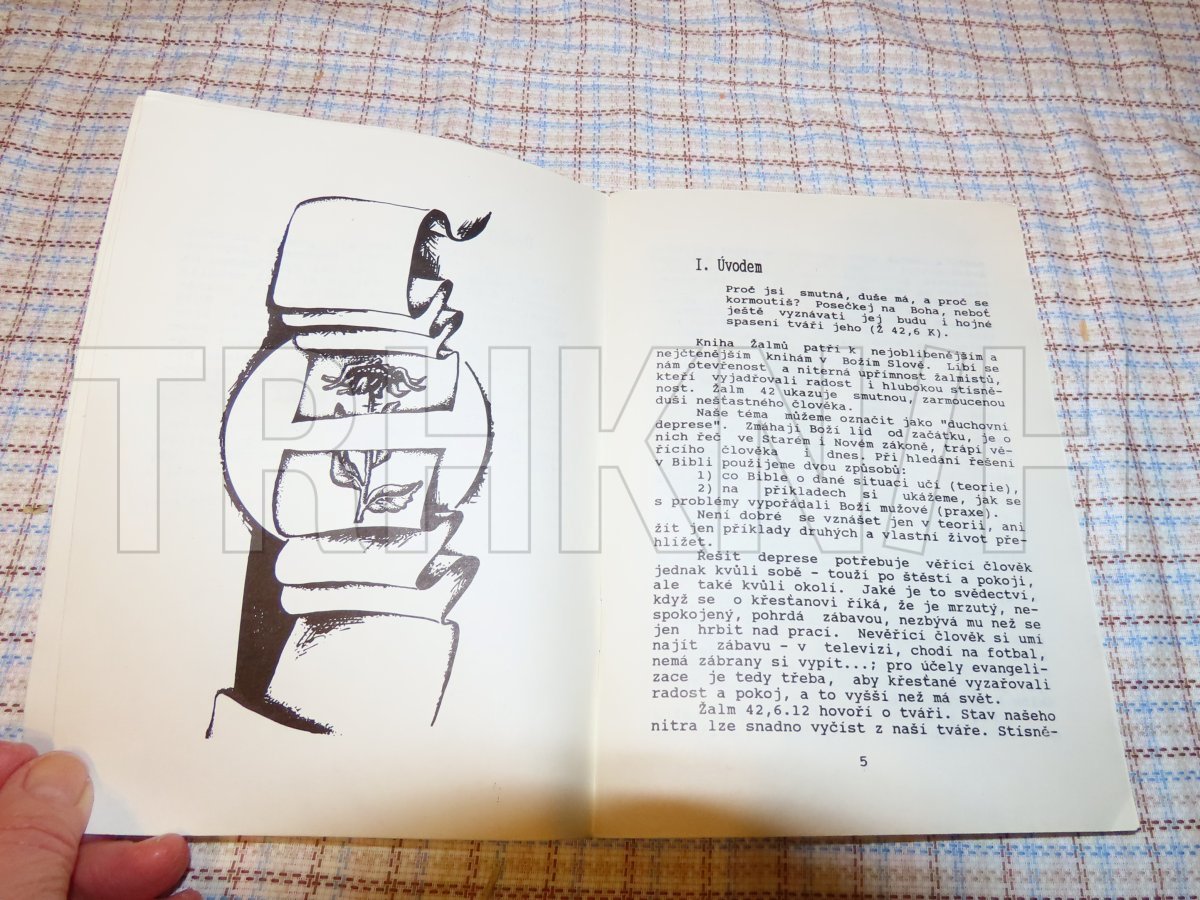 TRHKNIH
I. Úvodem
Proč jsi smutná, duše má, a proč se
kormoutíš? Posečkej na Boha, neboť
ještě vyznávati jej budu i hojné
spasení tváři jeho (Ž 42,6 K).
Kniha Žalmů patří k nejoblíbenějším a
nejčtenějším knihám v Božím Slově. Líbí se
nám otevřenost a niterná upřímnost žalmistů,
kteří vyjadřovali radost i hlubokou stísně-
nost. Žalm 42 ukazuje smutnou, zarmoucenou
duši nešťastného člověka.
Naše téma můžeme označit jako "duchovní
deprese". Zmáhají Boží lid od začátku, je o
nich řeč ve Starém i Novém zákoně, trápí vě-
řícího člověka i dnes. Při hledání řešení
v Bibli použijeme dvou způsobů:
1) co Bible o dané situaci učí (teorie),
2) na příkladech si ukážeme, jak se
s problémy vypořádali Boží mužové (praxe).
Není dobré se vznášet jen v teorii, ani
žít jen příklady druhých a vlastní život pře-
hlížet.
Řešit deprese potřebuje věřící člověk
jednak kvůli sobě - touží po štěstí a pokoji,
ale také kvůli okolí. Jaké je to svědectví,
když se o křesťanovi říká, že je mrzutý, ne-
spokojený, pohrdá zábavou, nezbývá mu než se
jen hrbit nad prací. Nevěřící člověk si umí
najít zábavu - v televizi, chodí na fotbal,
nemá zábrany si vypít...; pro účely evangeli-
zace je tedy třeba, aby křesťané vyzařovali
radost a pokoj, a to vyšší než má svět.
Žalm 42,6.12 hovoří o tváři. Stav našeho
nitra lze snadno vyčíst z naší tváře. Stísně-
5